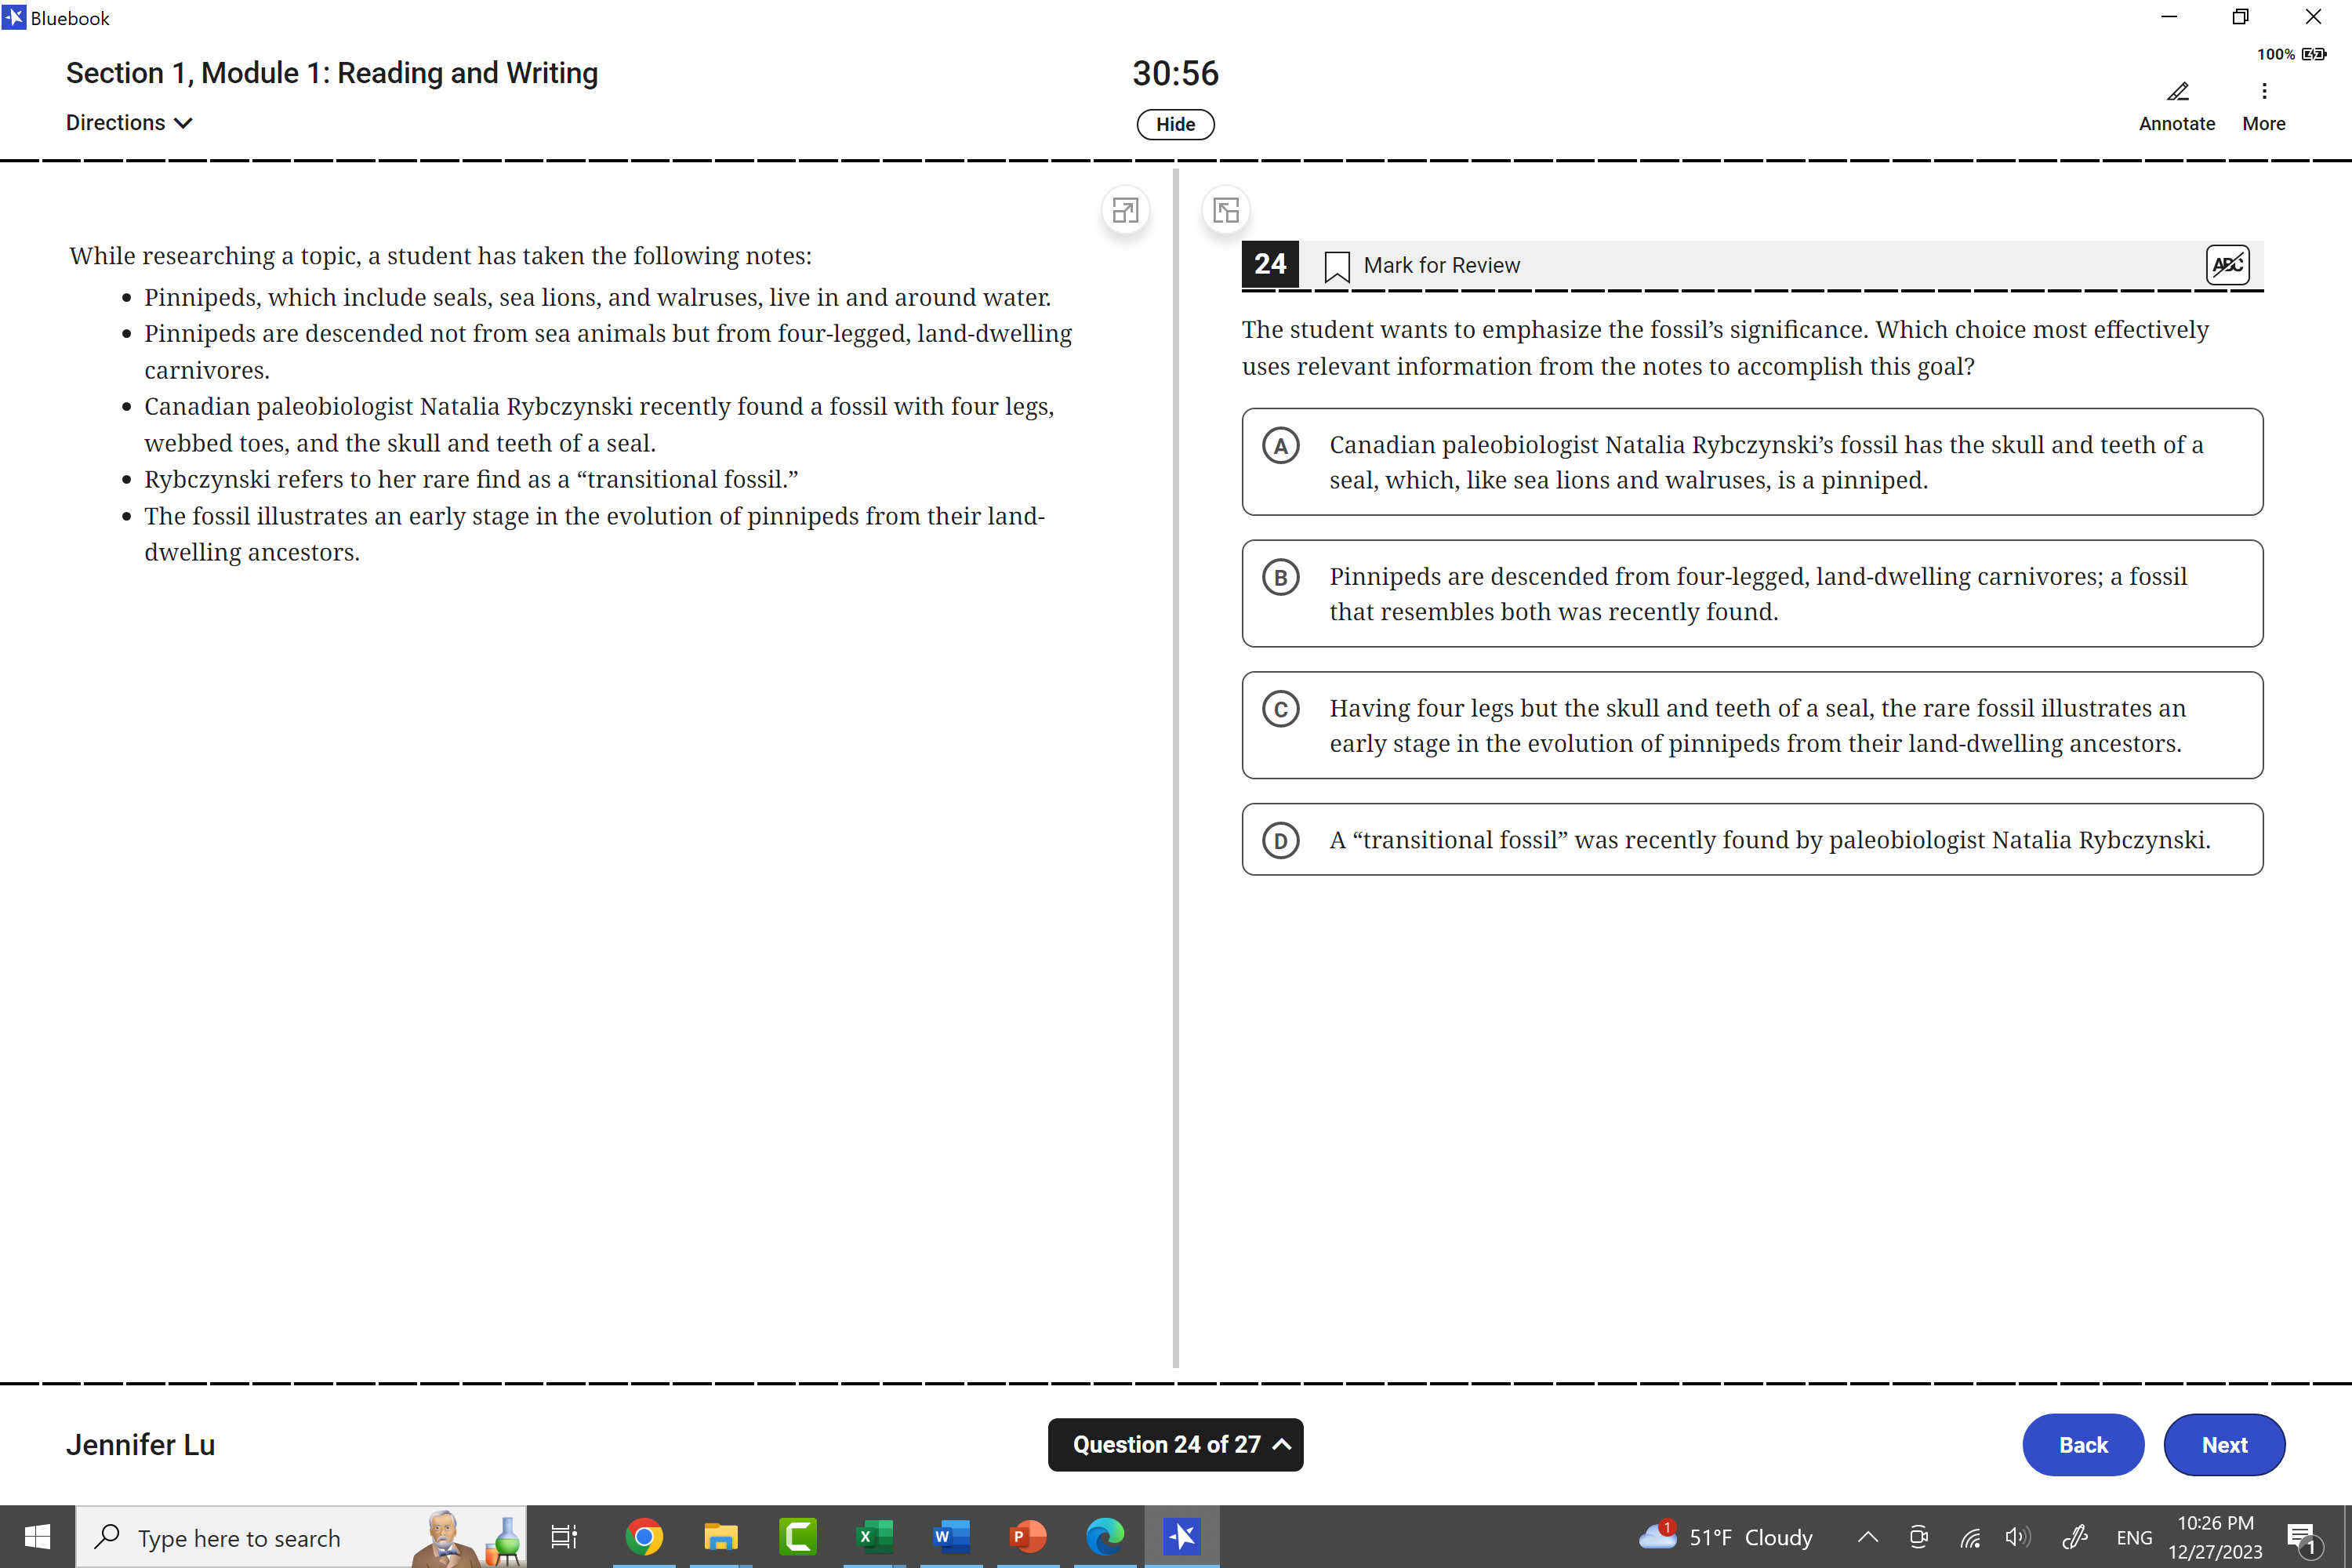 Bluebook
100%
Section 1, Module 1: Reading and Writing
30:56
Directions
Hide
Annotate
More
While researching a topic, a student has taken the following notes:
• Pinnipeds, which include seals, sea lions, and walruses, live in and around water.
• Pinnipeds are descended not from sea animals but from four-legged, land-dwelling
carnivores.
• Canadian paleobiologist Natalia Rybczynski recently found a fossil with four legs,
webbed toes, and the skull and teeth of a seal.
• Rybczynski refers to her rare find as a “transitional fossil.”
• The fossil illustrates an early stage in the evolution of pinnipeds from their land-
dwelling ancestors.
24
Mark for Review
ABC
The student wants to emphasize the fossil’s significance. Which choice most effectively
uses relevant information from the notes to accomplish this goal?
A
Canadian paleobiologist Natalia Rybczynski’s fossil has the skull and teeth of a
seal, which, like sea lions and walruses, is a pinniped.
B
Pinnipeds are descended from four-legged, land-dwelling carnivores; a fossil
that resembles both was recently found.
C
Having four legs but the skull and teeth of a seal, the rare fossil illustrates an
early stage in the evolution of pinnipeds from their land-dwelling ancestors.
D
A “transitional fossil” was recently found by paleobiologist Natalia Rybczynski.
Jennifer Lu
Question 24 of 27
Back
Next
Type here to search
X
W
P
1
51°F Cloudy
ENG
10:26 PM
12/27/2023
1